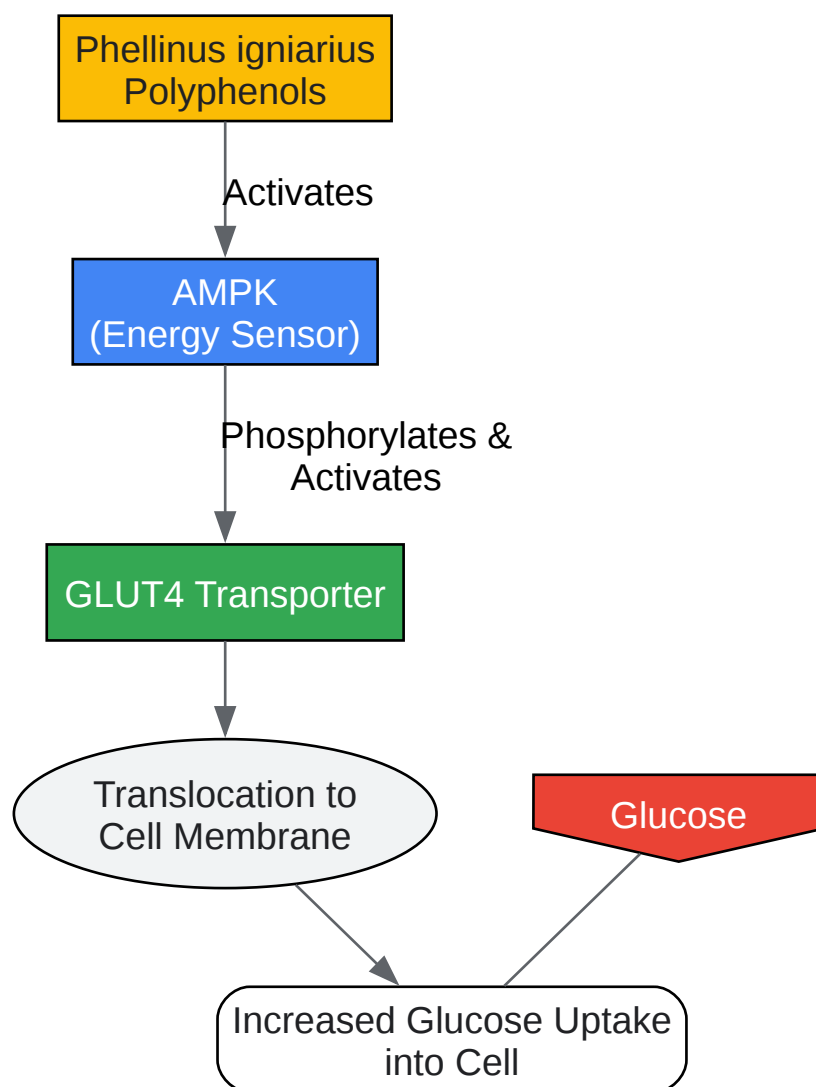 Phellinus igniarius
Polyphenols
Activates
AMPK
(Energy Sensor)
Phosphorylates &
Activates
GLUT4 Transporter
Translocation to
Cell Membrane
Glucose
Increased Glucose Uptake
into Cell